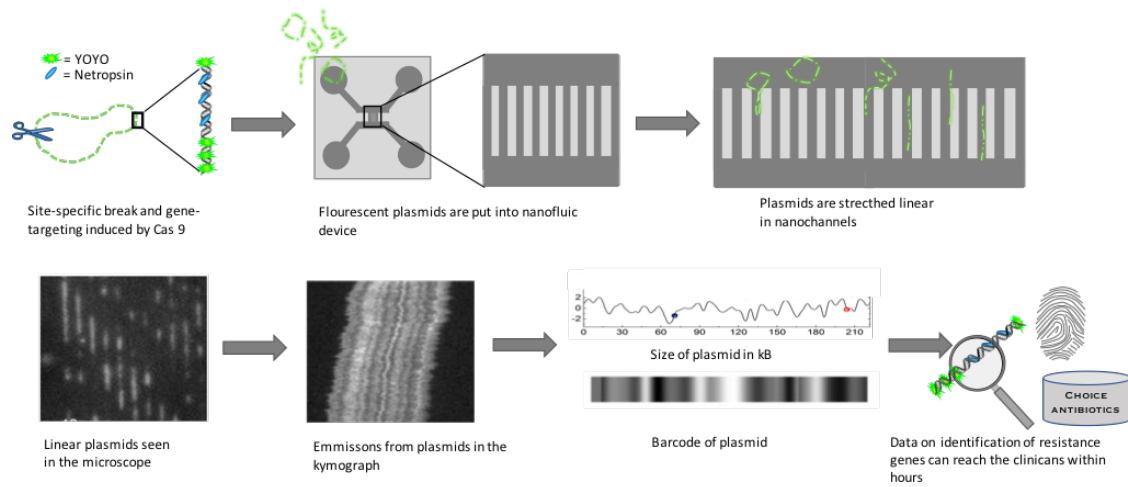 = YOYO
= Netropsin
Site-specific break and gene-
targeting induced by Cas 9
Flourescent plasmids are put into nanofluic
device
Plasmids are strecthed linear
in nanochannels
Linear plasmids seen
in the microscope
Emmissons from plasmids in the
kymograph
2
0
-2
0 30 60 90 120 150 180 210
Size of plasmid in kB
Barcode of plasmid
CHOICE
ANTIBIOTICS
Data on identification of resistance
genes can reach the clinicans within
hours